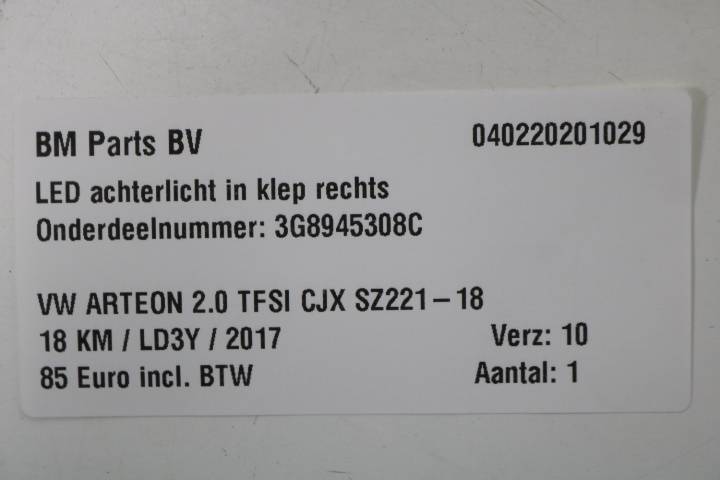 BM Parts BV 040220201029
LED achterlicht in klep rechts
Onderdeelnummer: 3G8945308C
VW ARTEON 2.0 TFSI CJX SZ221-18
18 KM / LD3Y / 2017 Verz: 10
85 Euro incl. BTW Aantal: 1